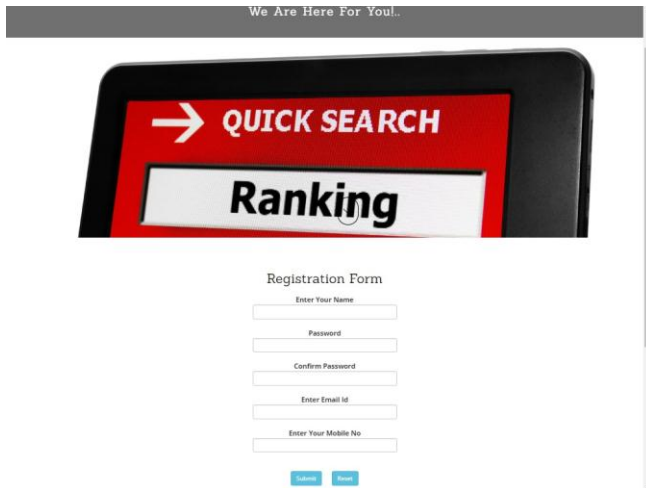 We Are Here For You!..
QUICK SEARCH
Ranking
Registration Form
Enter Your Name
Password
Confirm Password
Enter Email Id
Enter Your Mobile No
Submit Reset